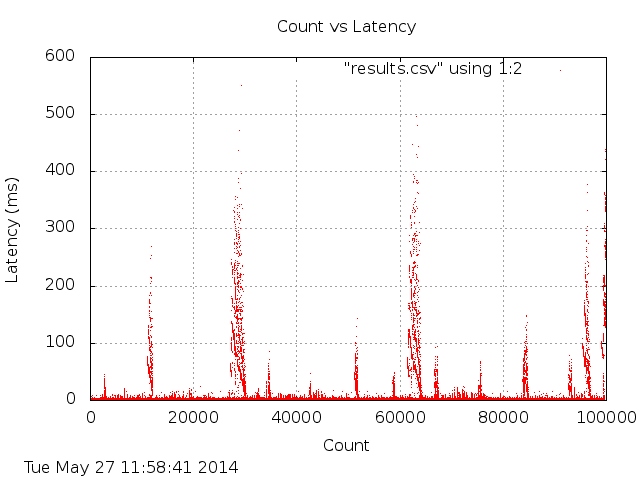 Count vs Latency
600
"results.csv" using 1:2
500
400
Latency (ms)
300
200
100
0
0 20000 40000 60000 80000 100000
Count
Tue May 27 11:58:41 2014